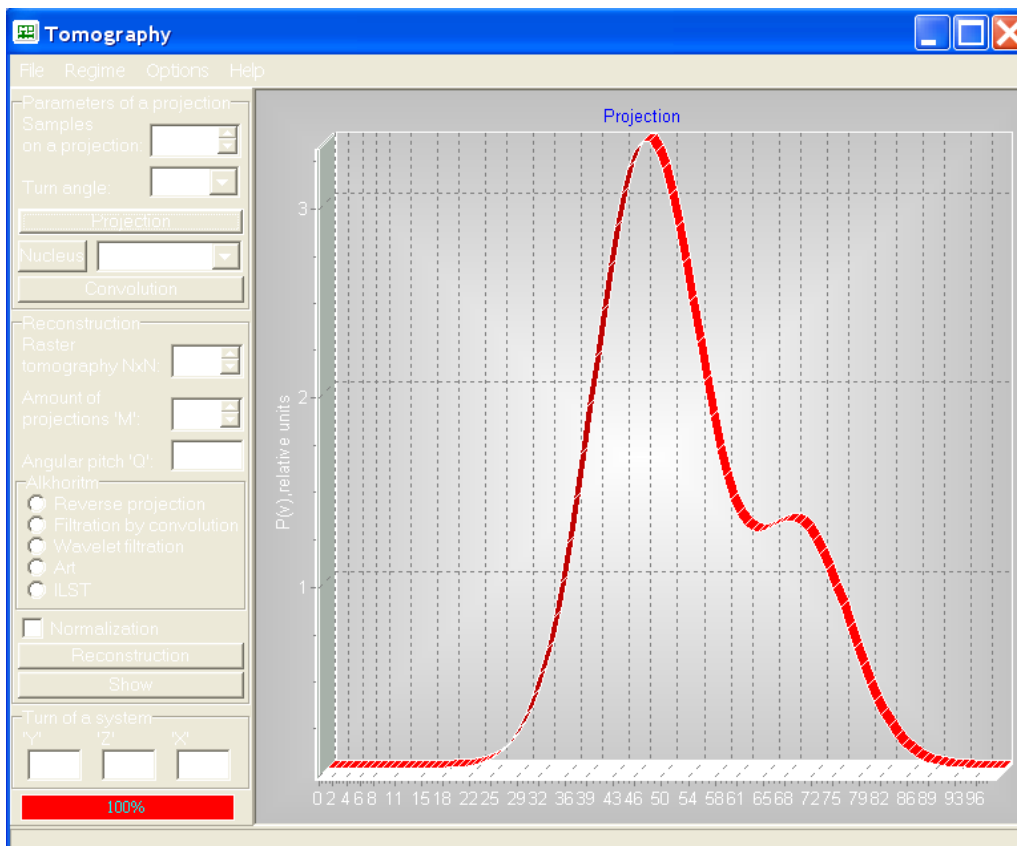 Tomography
File Regime Options Help
Parameters of a projection
Samples
on a projection:
Turn angle:
Projection
Nucleus
Convolution
Reconstruction
Raster
tomography NxN:
Amount of
projections 'M':
Angular pitch 'O':
Alkhoritm
Reverse projection
Filtration by convolution
Wavelet filtration
Art
ILST
Normalization
Reconstruction
Show
Turn of a system
'Y' 'Z' 'X'
100%
Projection
P(v),relative units
3
2
1
0 2 4 6 8 11 15 18 22 25 29 32 36 39 43 46 50 54 58 61 65 68 72 75 79 82 86 89 93 96